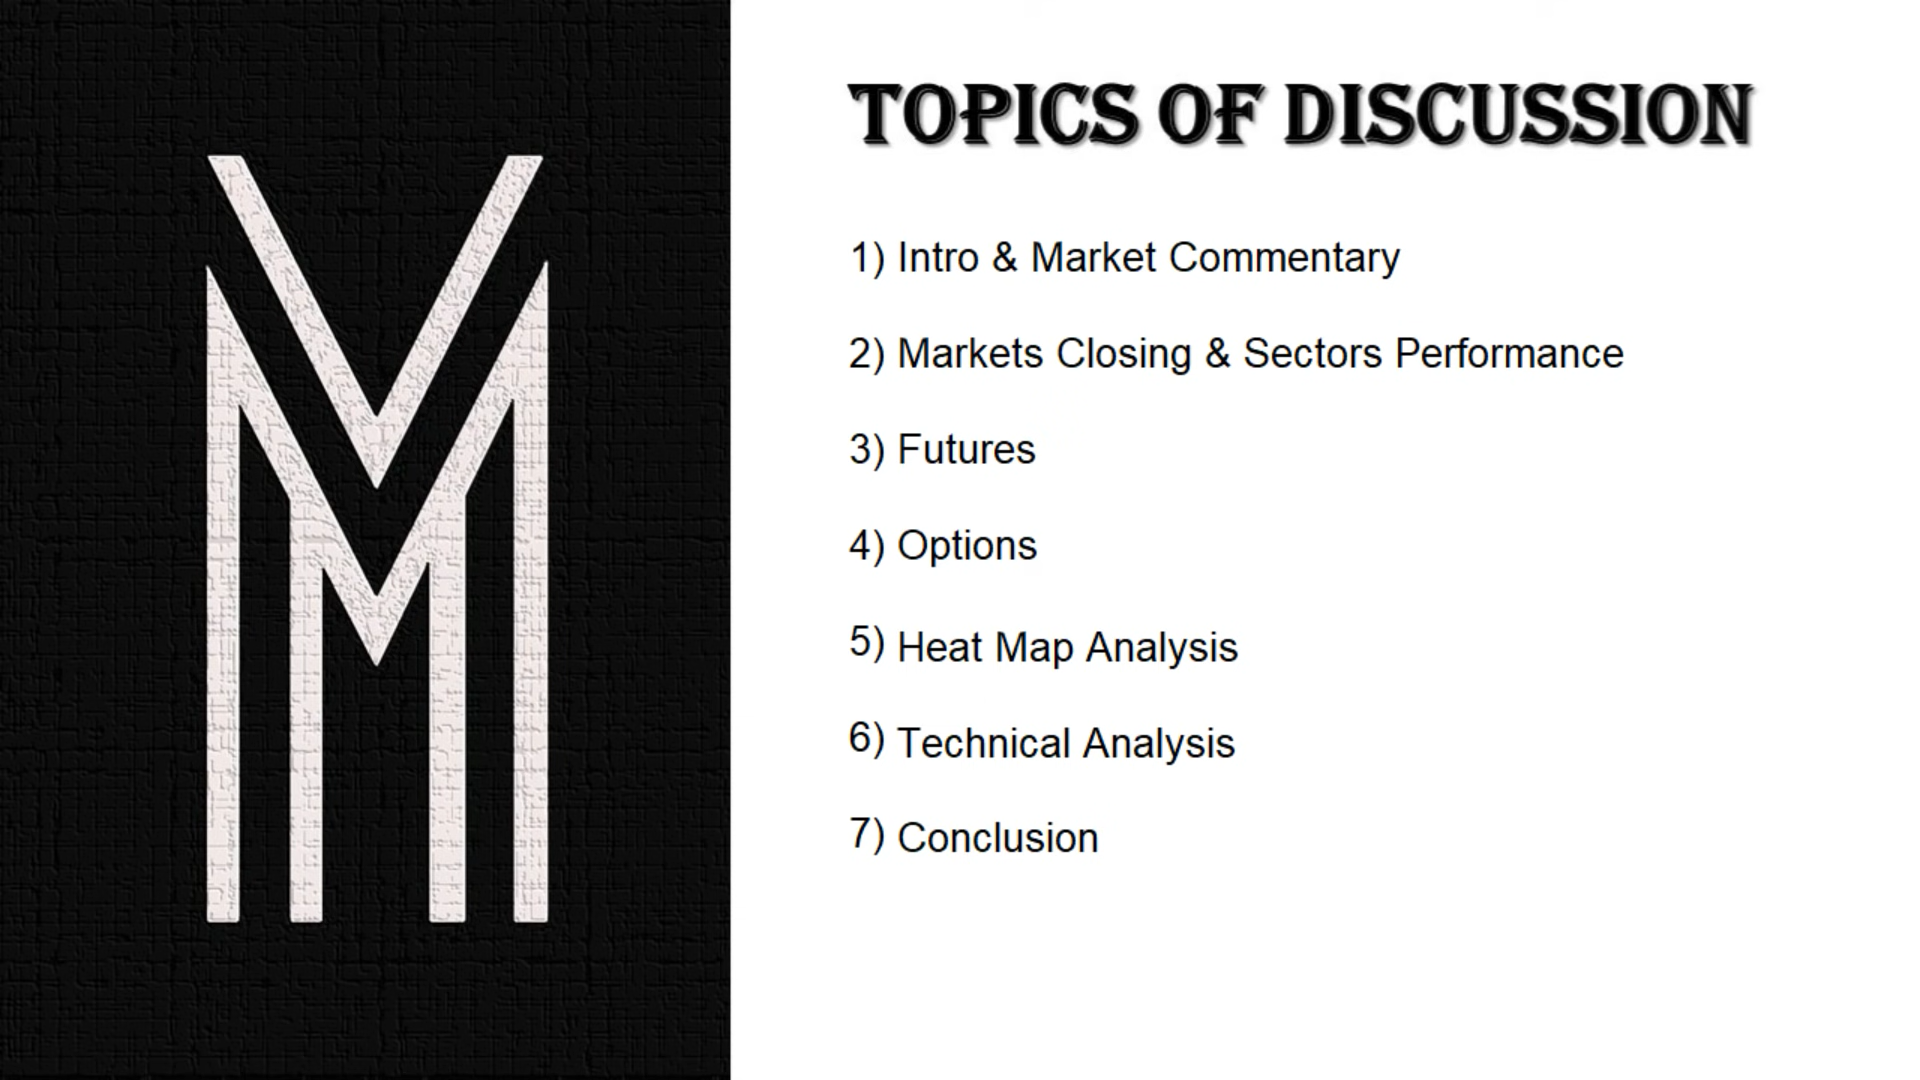 TOPICS OF DISCUSSION
1) Intro & Market Commentary
2) Markets Closing & Sectors Performance
3) Futures
4) Options
5) Heat Map Analysis
6) Technical Analysis
7) Conclusion